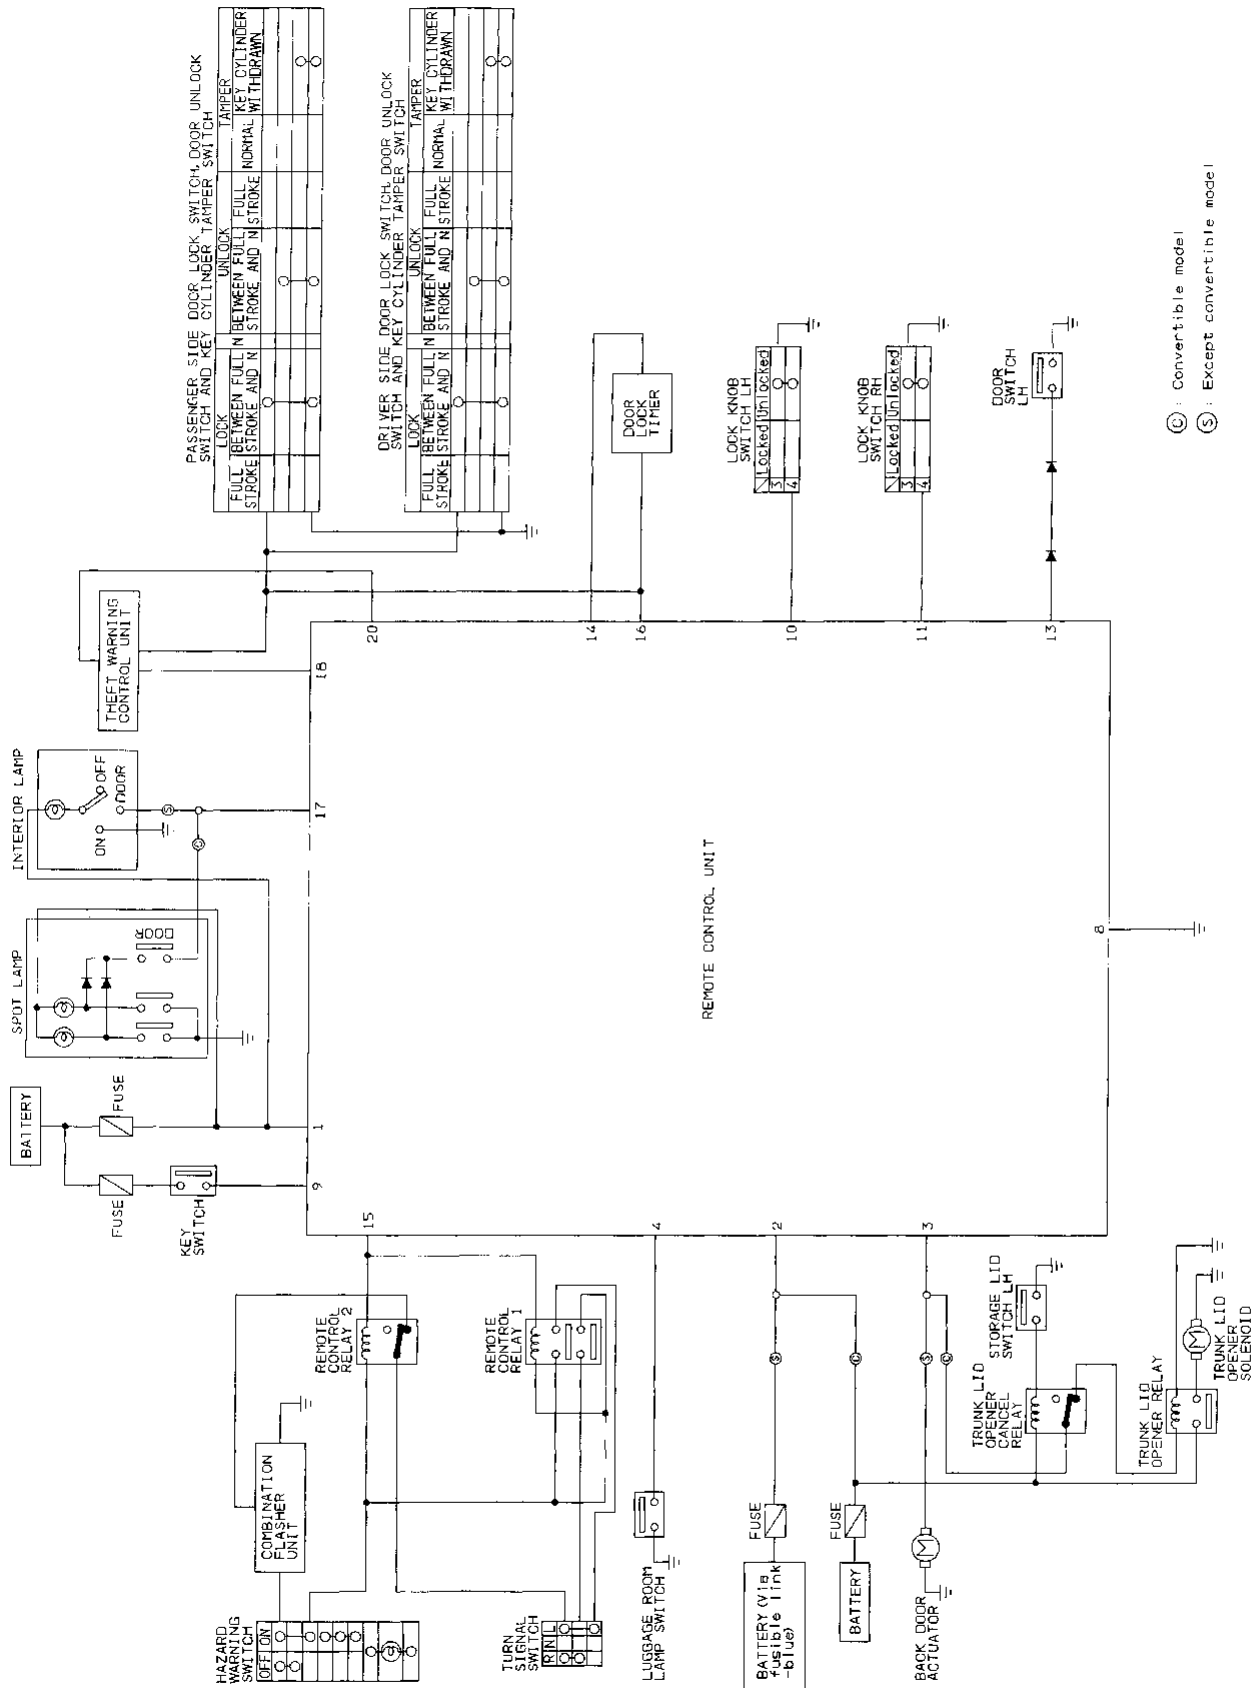 PASSENGER SIDE DOOR LOCK SWITCH, DOOR UNLOCK
SWITCH AND KEY CYLINDER TAMPER SWITCH
LOCK
UNLOCK
TAMPER
FULL STROKE
BETWEEN FULL STROKE AND N
N
BETWEEN FULL STROKE AND N
FULL STROKE
NORMAL
KEY CYLINDER WITHDRAWN
DRIVER SIDE DOOR LOCK SWITCH, DOOR UNLOCK
SWITCH AND KEY CYLINDER TAMPER SWITCH
LOCK
UNLOCK
TAMPER
FULL STROKE
BETWEEN FULL STROKE AND N
N
BETWEEN FULL STROKE AND N
FULL STROKE
NORMAL
KEY CYLINDER WITHDRAWN
DOOR
LOCK
TIMER
LOCK KNOB
SWITCH LH
Locked
Unlocked
3
4
LOCK KNOB
SWITCH RH
Locked
Unlocked
3
4
DOOR
SWITCH
LH
C : Convertible model
S : Except convertible model
THEFT WARNING
CONTROL UNIT
INTERIOR LAMP
OFF
DOOR
ON
S
C
SPOT LAMP
DOOR
BATTERY
FUSE
FUSE
KEY
SWITCH
20
14
16
10
11
13
18
17
1
9
15
4
2
3
8
REMOTE CONTROL UNIT
REMOTE
CONTROL
RELAY 2
REMOTE
CONTROL
RELAY 1
COMBINATION
FLASHER
UNIT
HAZARD
WARNING
SWITCH
OFF
ON
TURN
SIGNAL
SWITCH
R
N
L
LUGGAGE ROOM
LAMP SWITCH
S
C
S
C
FUSE
BATTERY (Via
fusible link
-blue)
FUSE
BATTERY
M
BACK DOOR
ACTUATOR
STORAGE LID
SWITCH LH
TRUNK LID
OPENER
CANCEL
RELAY
TRUNK LID
OPENER RELAY
M
TRUNK LID
OPENER
SOLENOID